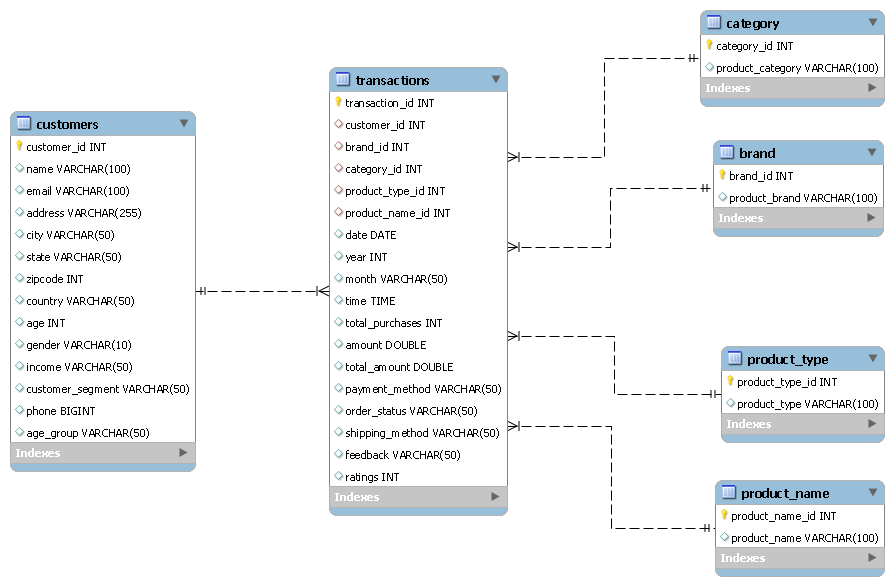 customers
customer_id INT
name VARCHAR(100)
email VARCHAR(100)
address VARCHAR(255)
city VARCHAR(50)
state VARCHAR(50)
zipcode INT
country VARCHAR(50)
age INT
gender VARCHAR(10)
income VARCHAR(50)
customer_segment VARCHAR(50)
phone BIGINT
age_group VARCHAR(50)
Indexes
transactions
transaction_id INT
customer_id INT
brand_id INT
category_id INT
product_type_id INT
product_name_id INT
date DATE
year INT
month VARCHAR(50)
time TIME
total_purchases INT
amount DOUBLE
total_amount DOUBLE
payment_method VARCHAR(50)
order_status VARCHAR(50)
shipping_method VARCHAR(50)
feedback VARCHAR(50)
ratings INT
Indexes
category
category_id INT
product_category VARCHAR(100)
Indexes
brand
brand_id INT
product_brand VARCHAR(100)
Indexes
product_type
product_type_id INT
product_type VARCHAR(100)
Indexes
product_name
product_name_id INT
product_name VARCHAR(100)
Indexes